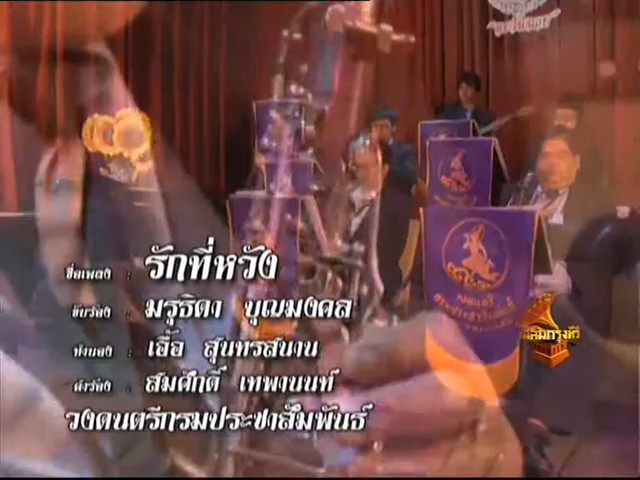 ชื่อเพลง : รักที่หวัง
ขับร้อง : มรุธิดา บุญมงคล
ทำนอง : เอื้อ สุนทรสนาน
คำร้อง : สมศักดิ์ เทพานนท์
วงดนตรีกรมประชาสัมพันธ์